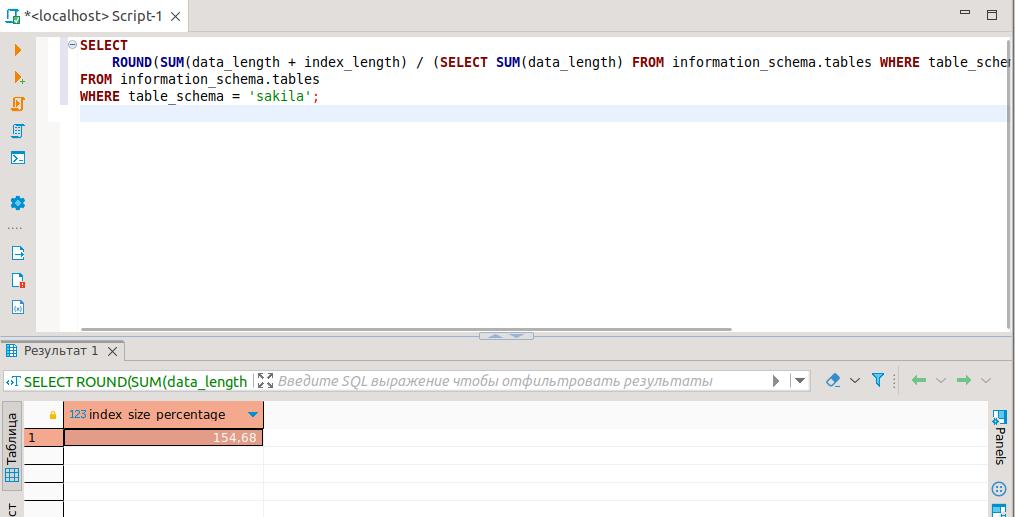 *<localhost> Script-1
SELECT
ROUND(SUM(data_length + index_length) / (SELECT SUM(data_length) FROM information_schema.tables WHERE table_schem
FROM information_schema.tables
WHERE table_schema = 'sakila';
Результат 1
SELECT ROUND(SUM(data_length
Введите SQL выражение чтобы отфильтровать результаты
Таблица
123 index_size_percentage
1
154,68
Panels
ст